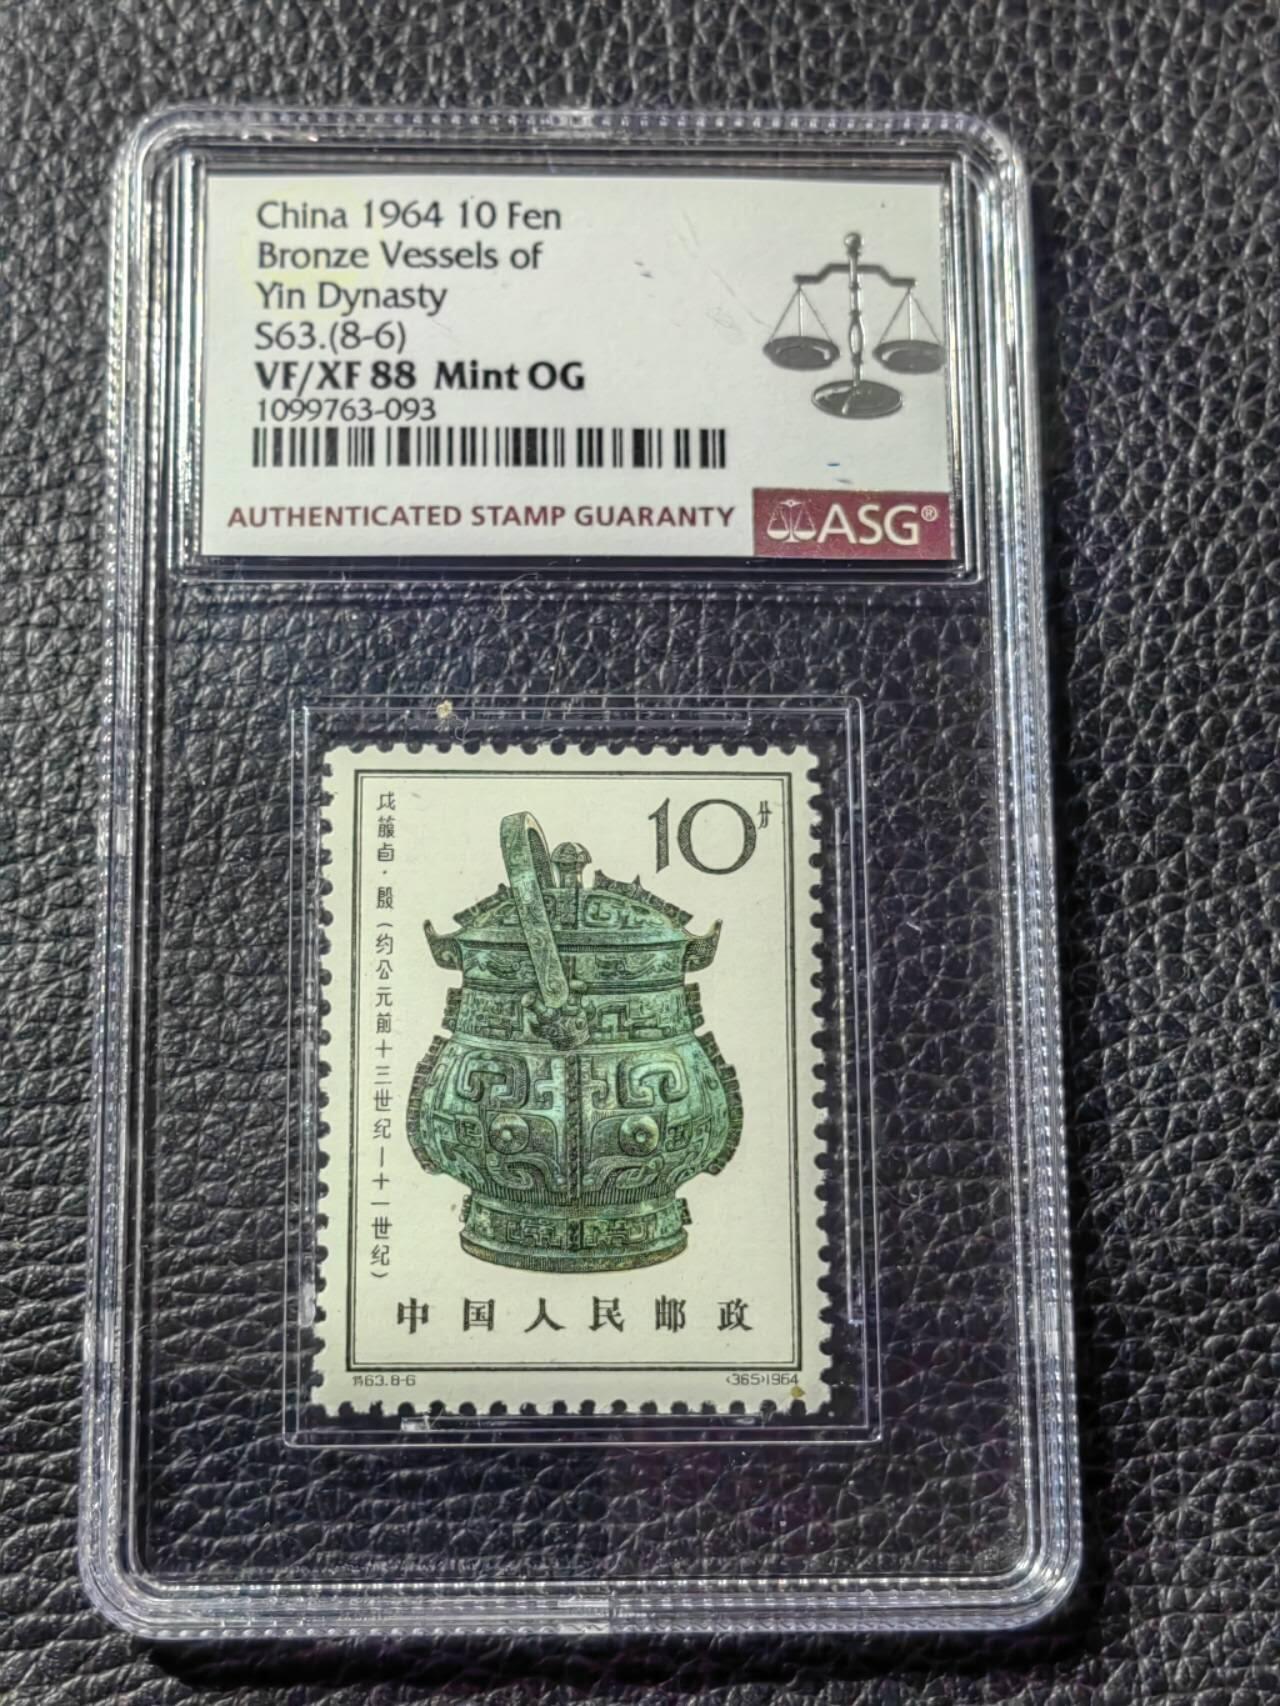 China 1964 10 Fen
Bronze Vessels of
Yin Dynasty
S63.(8-6)
VF/XF 88 Mint OG
1099763-093
AUTHENTICATED STAMP GUARANTY
ASG®
10分
戉箙卣·殷(约公元前十三世纪—十一世纪)
中国人民邮政
特63.8-6
(365)1964